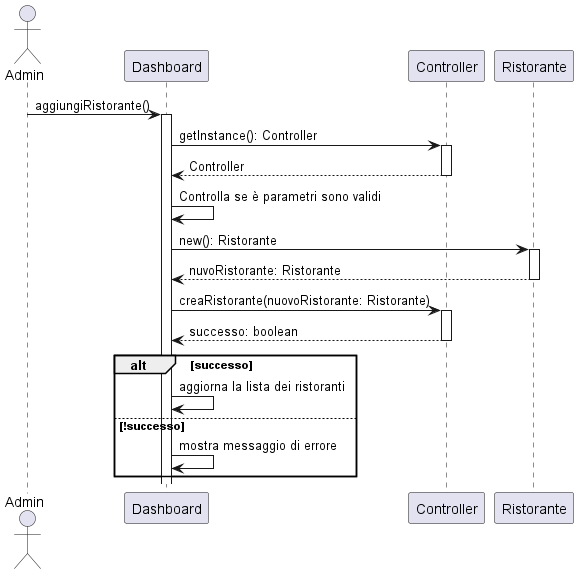 Admin
Dashboard
Controller
Ristorante
aggiungiRistorante()
getInstance(): Controller
Controller
Controlla se è parametri sono validi
new(): Ristorante
nuvoRistorante: Ristorante
creaRistorante(nuovoRistorante: Ristorante)
successo: boolean
alt [successo]
aggiorna la lista dei ristoranti
[!successo]
mostra messaggio di errore
Admin
Dashboard
Controller
Ristorante